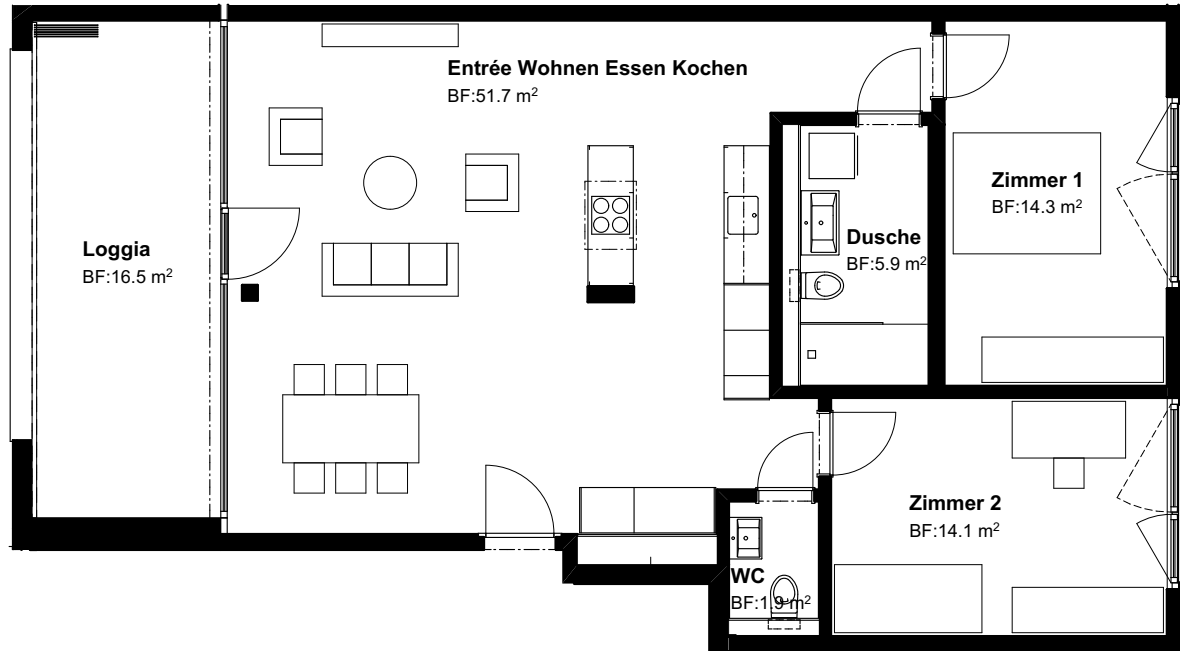 Entrée Wohnen Essen Kochen
BF:51.7 m²
Loggia
BF:16.5 m²
Zimmer 1
BF:14.3 m²
Dusche
BF:5.9 m²
Zimmer 2
BF:14.1 m²
WC
BF:1.9 m²